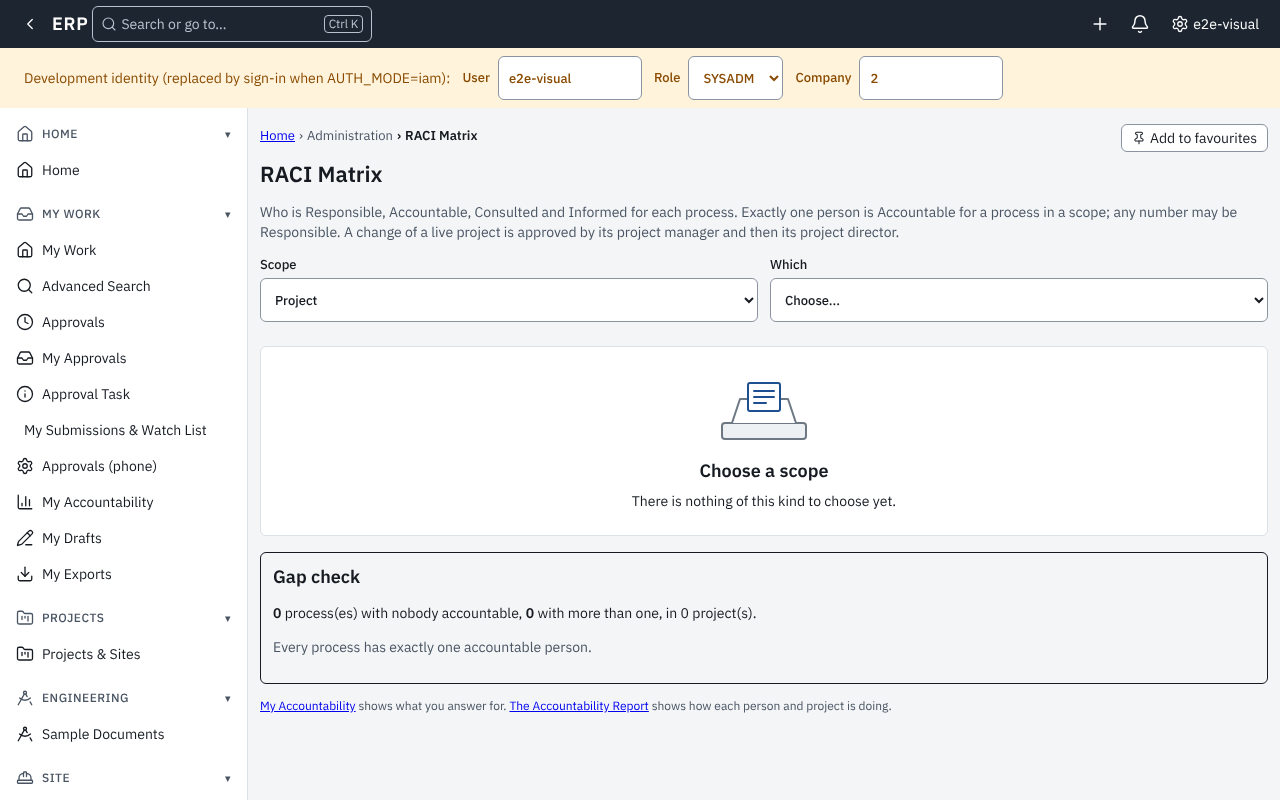 ERP
Search or go to...
Ctrl K
e2e-visual
Development identity (replaced by sign-in when AUTH_MODE=iam):
User
e2e-visual
Role
SYSADM
Company
2
HOME
Home
MY WORK
My Work
Advanced Search
Approvals
My Approvals
Approval Task
My Submissions & Watch List
Approvals (phone)
My Accountability
My Drafts
My Exports
PROJECTS
Projects & Sites
ENGINEERING
Sample Documents
SITE
Home › Administration › RACI Matrix
Add to favourites
RACI Matrix
Who is Responsible, Accountable, Consulted and Informed for each process. Exactly one person is Accountable for a process in a scope; any number may be
Responsible. A change of a live project is approved by its project manager and then its project director.
Scope
Project
Which
Choose...
Choose a scope
There is nothing of this kind to choose yet.
Gap check
0 process(es) with nobody accountable, 0 with more than one, in 0 project(s).
Every process has exactly one accountable person.
My Accountability shows what you answer for. The Accountability Report shows how each person and project is doing.